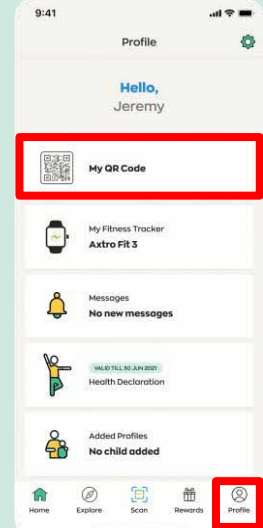 9:41
Profile
Hello,
Jeremy
My QR Code
My Fitness Tracker
Axtro Fit 3
Messages
No new messages
VALID TILL 30 JUN 2021
Health Declaration
Added Profiles
No child added
Home Explore Scan Rewards Profile